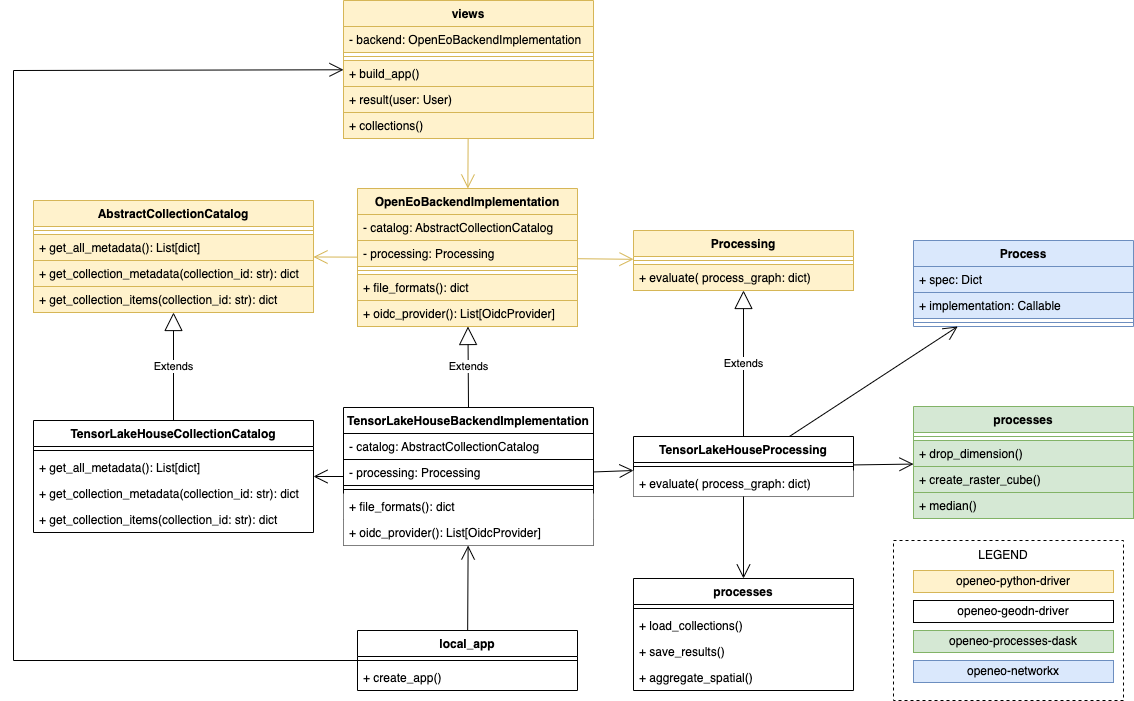 views
- backend: OpenEoBackendImplementation
+ build_app()
+ result(user: User)
+ collections()
AbstractCollectionCatalog
+ get_all_metadata(): List[dict]
+ get_collection_metadata(collection_id: str): dict
+ get_collection_items(collection_id: str): dict
OpenEoBackendImplementation
- catalog: AbstractCollectionCatalog
- processing: Processing
+ file_formats(): dict
+ oidc_provider(): List[OidcProvider]
Processing
+ evaluate( process_graph: dict)
Process
+ spec: Dict
+ implementation: Callable
Extends
Extends
Extends
TensorLakeHouseCollectionCatalog
+ get_all_metadata(): List[dict]
+ get_collection_metadata(collection_id: str): dict
+ get_collection_items(collection_id: str): dict
TensorLakeHouseBackendImplementation
- catalog: AbstractCollectionCatalog
- processing: Processing
+ file_formats(): dict
+ oidc_provider(): List[OidcProvider]
TensorLakeHouseProcessing
+ evaluate( process_graph: dict)
processes
+ drop_dimension()
+ create_raster_cube()
+ median()
local_app
+ create_app()
processes
+ load_collections()
+ save_results()
+ aggregate_spatial()
LEGEND
openeo-python-driver
openeo-geodn-driver
openeo-processes-dask
openeo-networkx